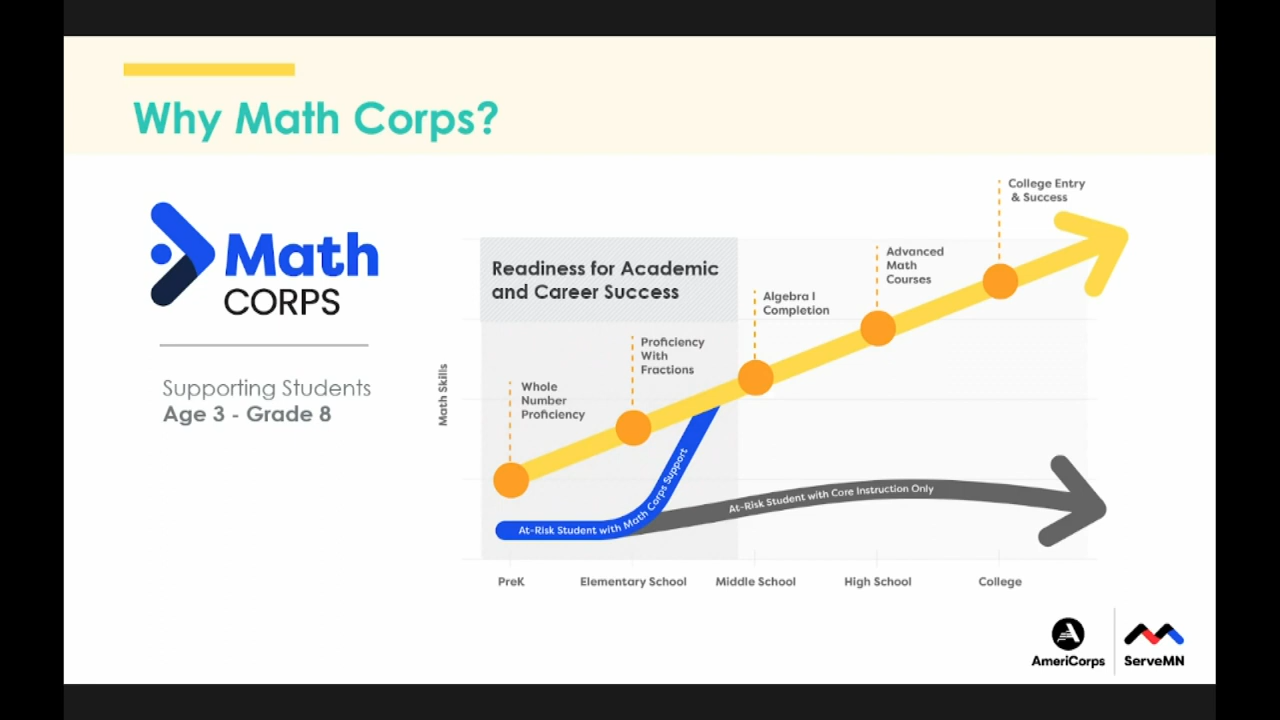 Why Math Corps?
Math
CORPS
Supporting Students
Age 3 - Grade 8
Readiness for Academic
and Career Success
Math Skills
Whole
Number
Proficiency
Proficiency
With
Fractions
Algebra I
Completion
Advanced
Math
Courses
College Entry
& Success
At-Risk Student with Math Corps Support
At-Risk Student with Core Instruction Only
PreK
Elementary School
Middle School
High School
College
AmeriCorps
ServeMN